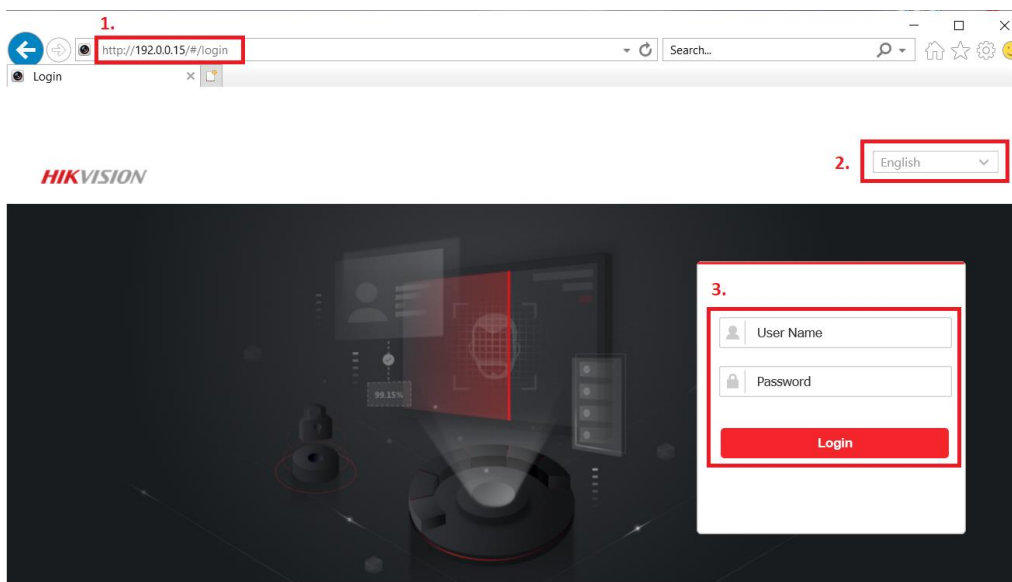 1.
http://192.0.0.15/#/login
Search...
Login
2.
English
HIKVISION
3.
User Name
Password
Login
99.15%